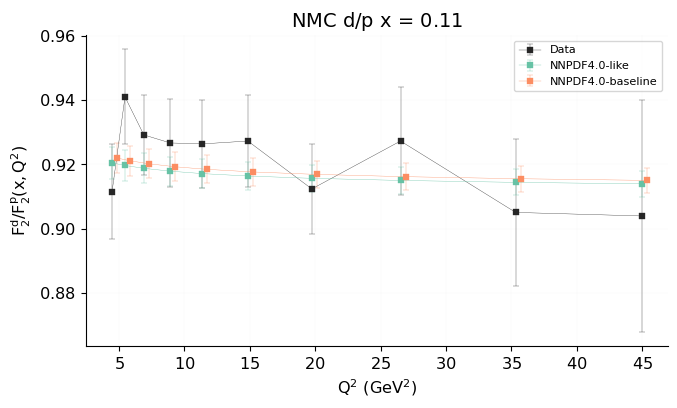 NMC d/p x = 0.11
0.96
0.94
0.92
0.90
0.88
F₂ᵈ/F₂ᵖ(x, Q²)
Data
NNPDF4.0-like
NNPDF4.0-baseline
5 10 15 20 25 30 35 40 45
Q² (GeV²)